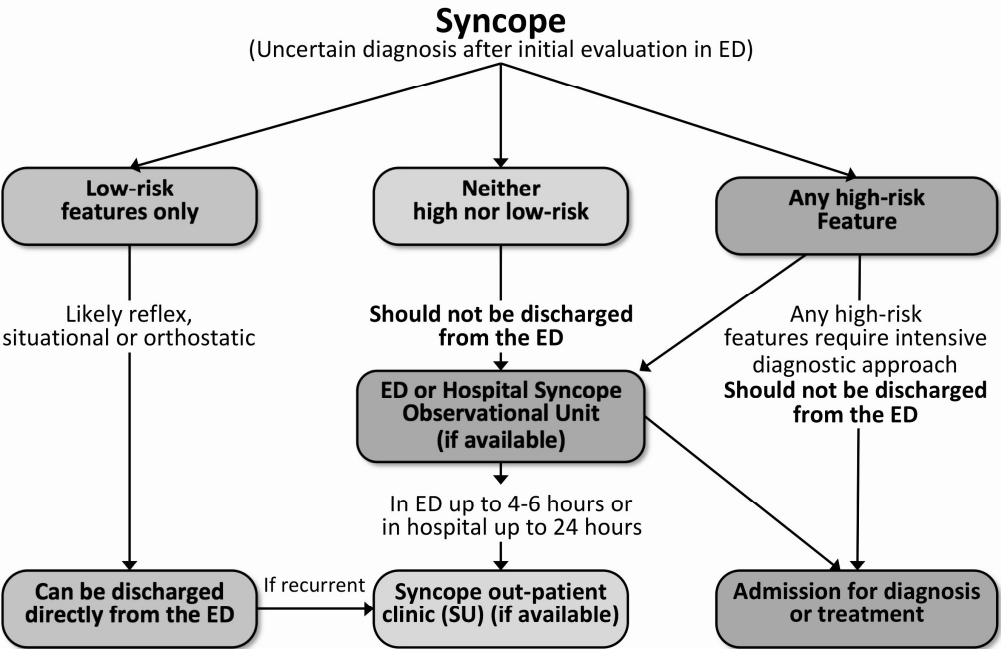 Syncope
(Uncertain diagnosis after initial evaluation in ED)
Low-risk
features only
Neither
high nor low-risk
Any high-risk
Feature
Likely reflex,
situational or orthostatic
Should not be discharged
from the ED
Any high-risk
features require intensive
diagnostic approach
Should not be discharged
from the ED
ED or Hospital Syncope
Observational Unit
(if available)
In ED up to 4-6 hours or
in hospital up to 24 hours
Can be discharged
directly from the ED
If recurrent
Syncope out-patient
clinic (SU) (if available)
Admission for diagnosis
or treatment